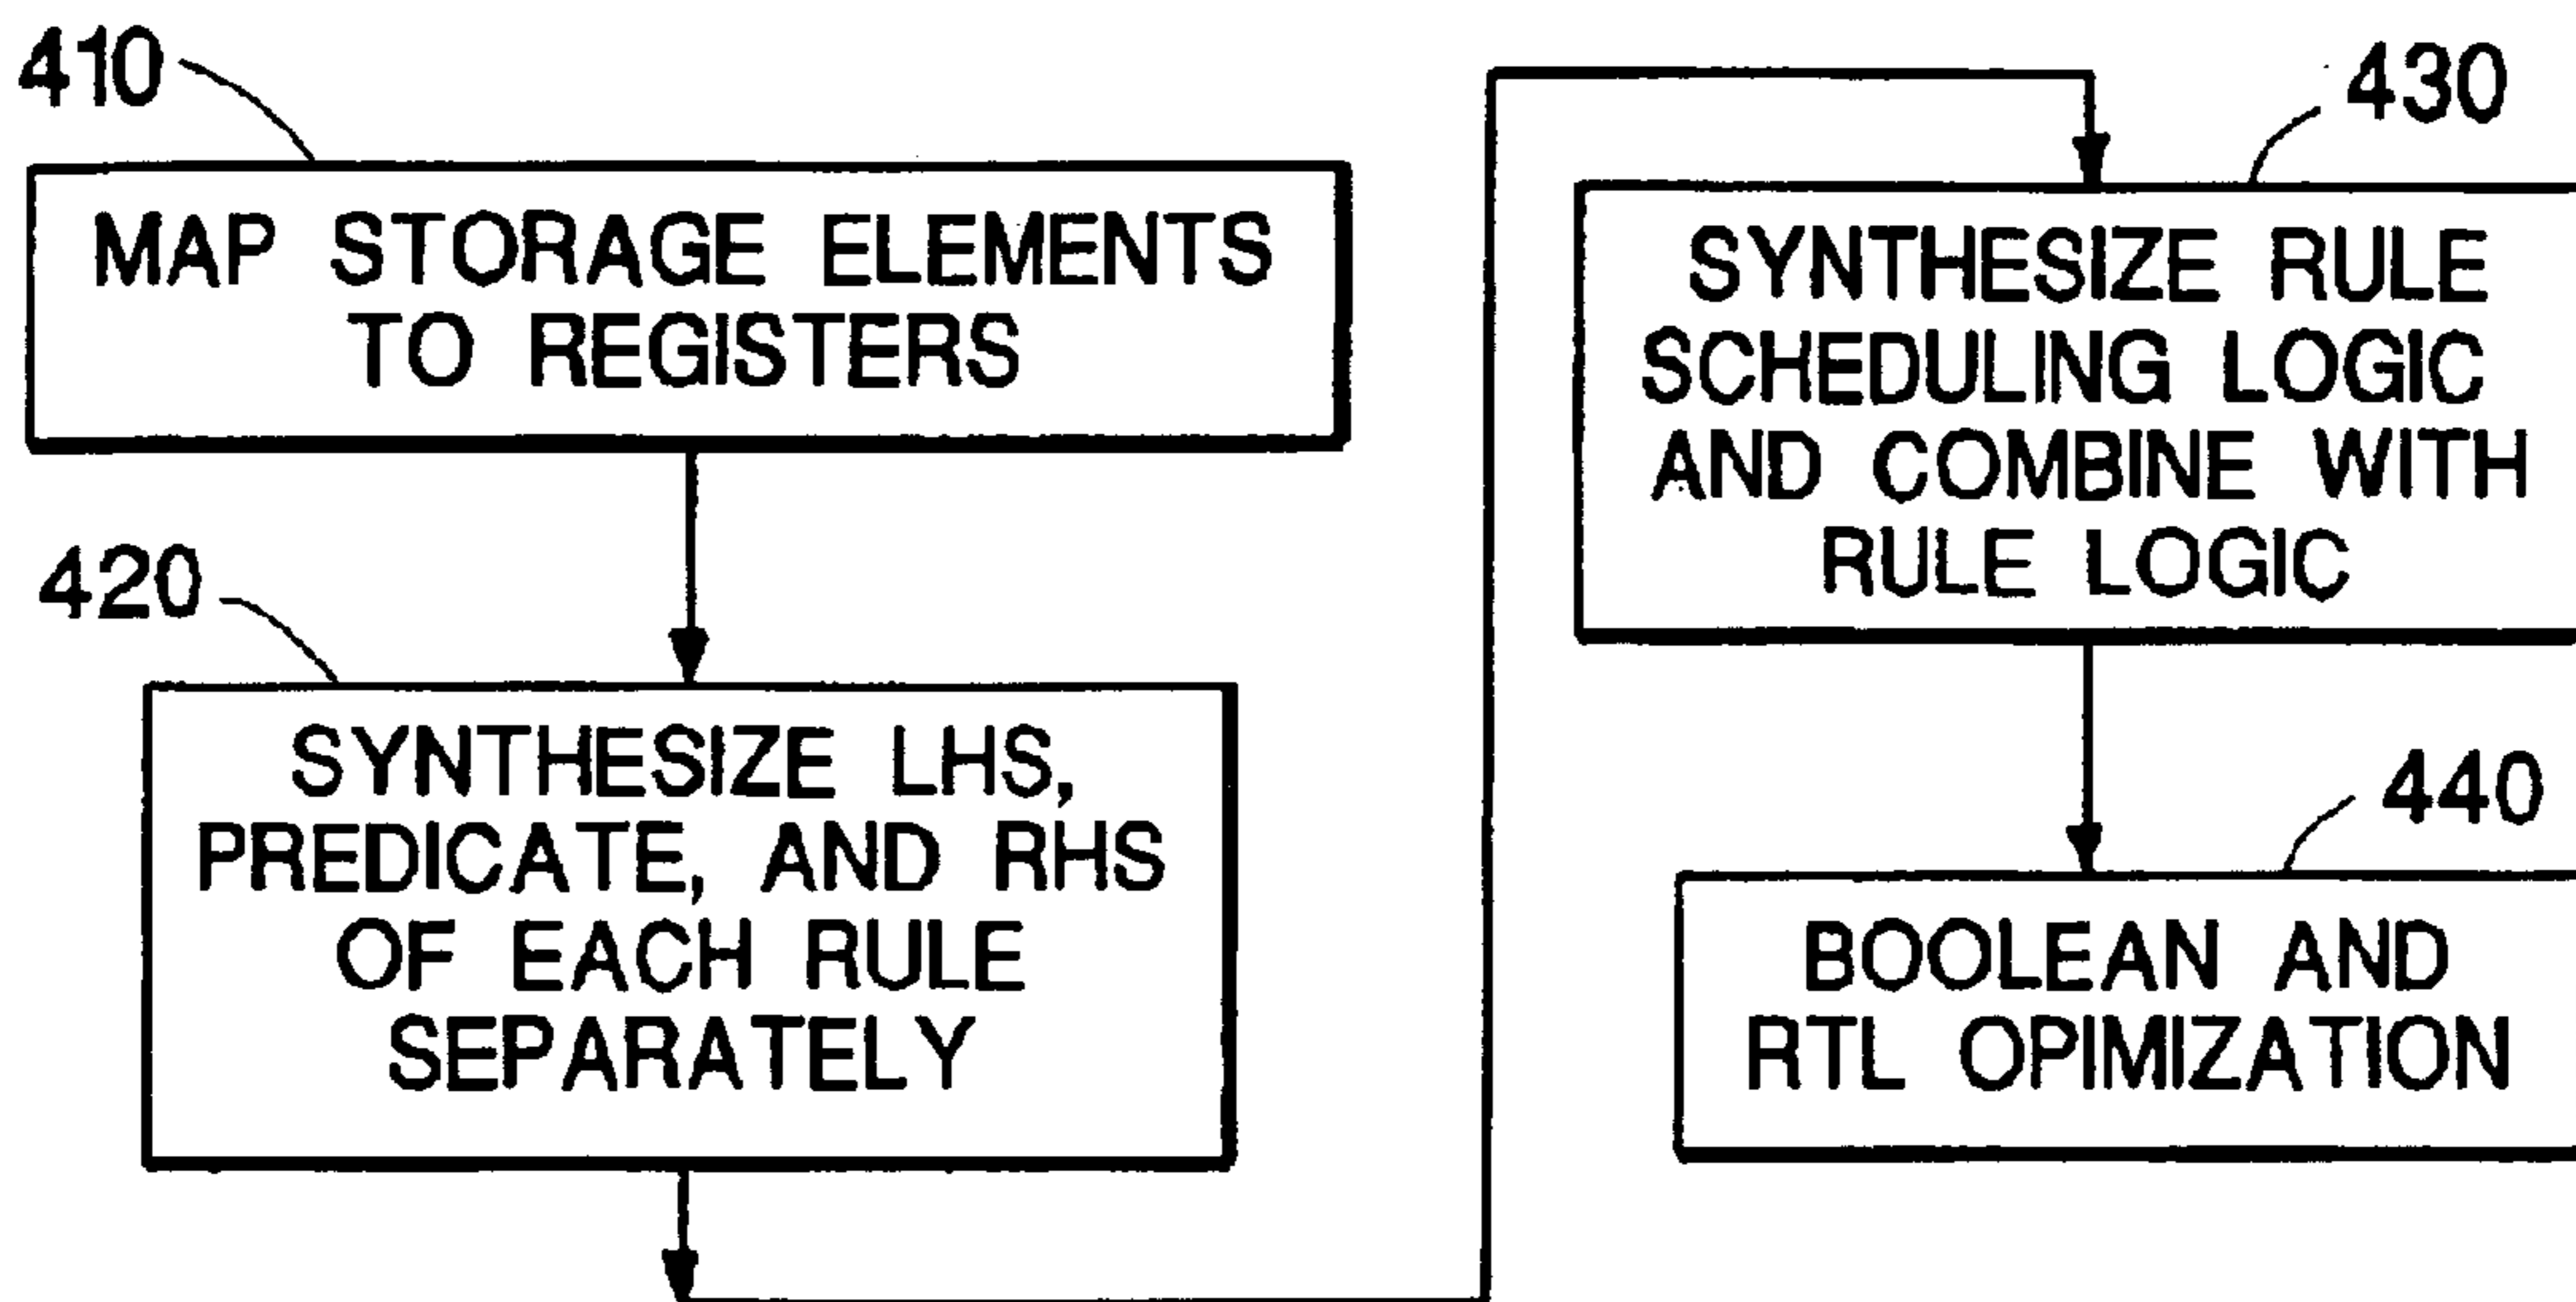 410
MAP STORAGE ELEMENTS
TO REGISTERS
420
SYNTHESIZE LHS,
PREDICATE, AND RHS
OF EACH RULE
SEPARATELY
430
SYNTHESIZE RULE
SCHEDULING LOGIC
AND COMBINE WITH
RULE LOGIC
440
BOOLEAN AND
RTL OPIMIZATION